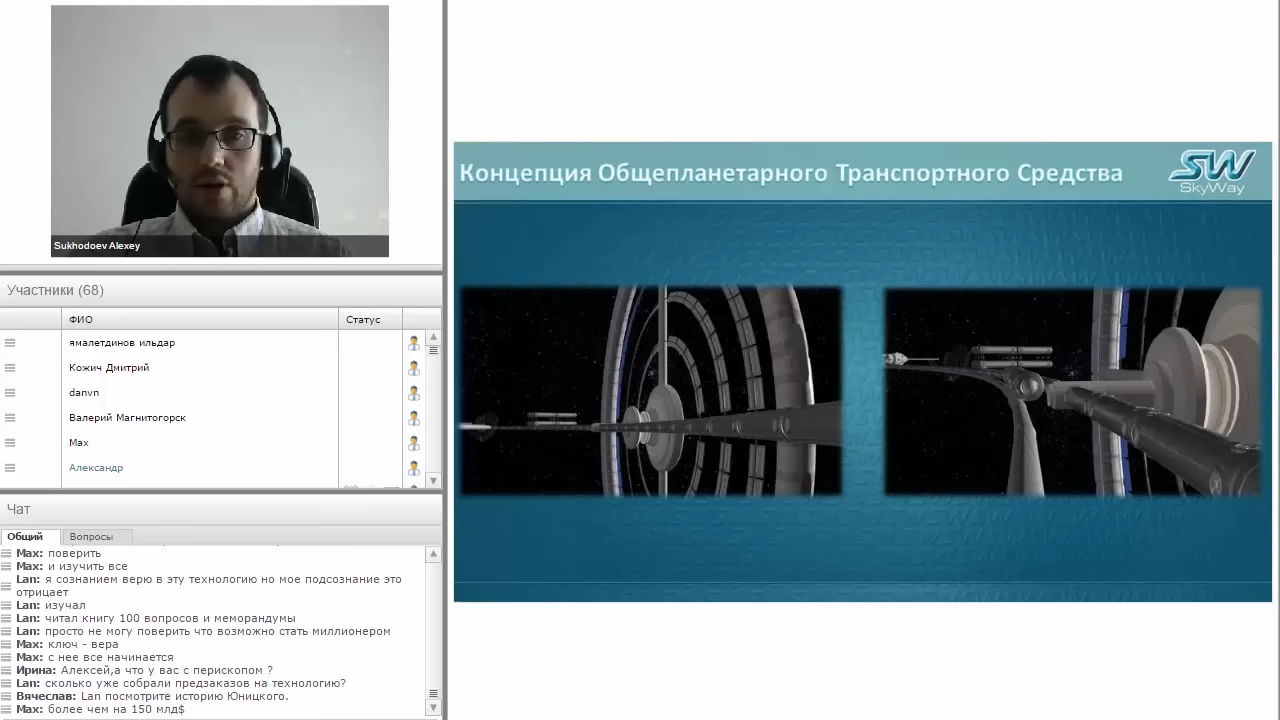 Sukhodoev Alexey
Участники (68)
ФИО Статус
ямалетдинов ильдар
Кожич Дмитрий
danvn
Валерий Магнитогорск
Max
Александр
Чат
Общий Вопросы
Max: поверить
Max: и изучить все
Lan: я сознанием верю в эту технологию но мое подсознание это
отрицает
Lan: изучал
Lan: читал книгу 100 вопросов и меморандумы
Lan: просто не могу поверить что возможно стать миллионером
Max: ключ - вера
Max: с нее все начинается
Ирина: Алексей,а что у вас с перископом ?
Lan: сколько уже собрали предзаказов на технологию?
Вячеслав: Lan посмотрите историю Юницкого.
Max: более чем на 150 млд$
Концепция Общепланетарного Транспортного Средства
SW
SkyWay